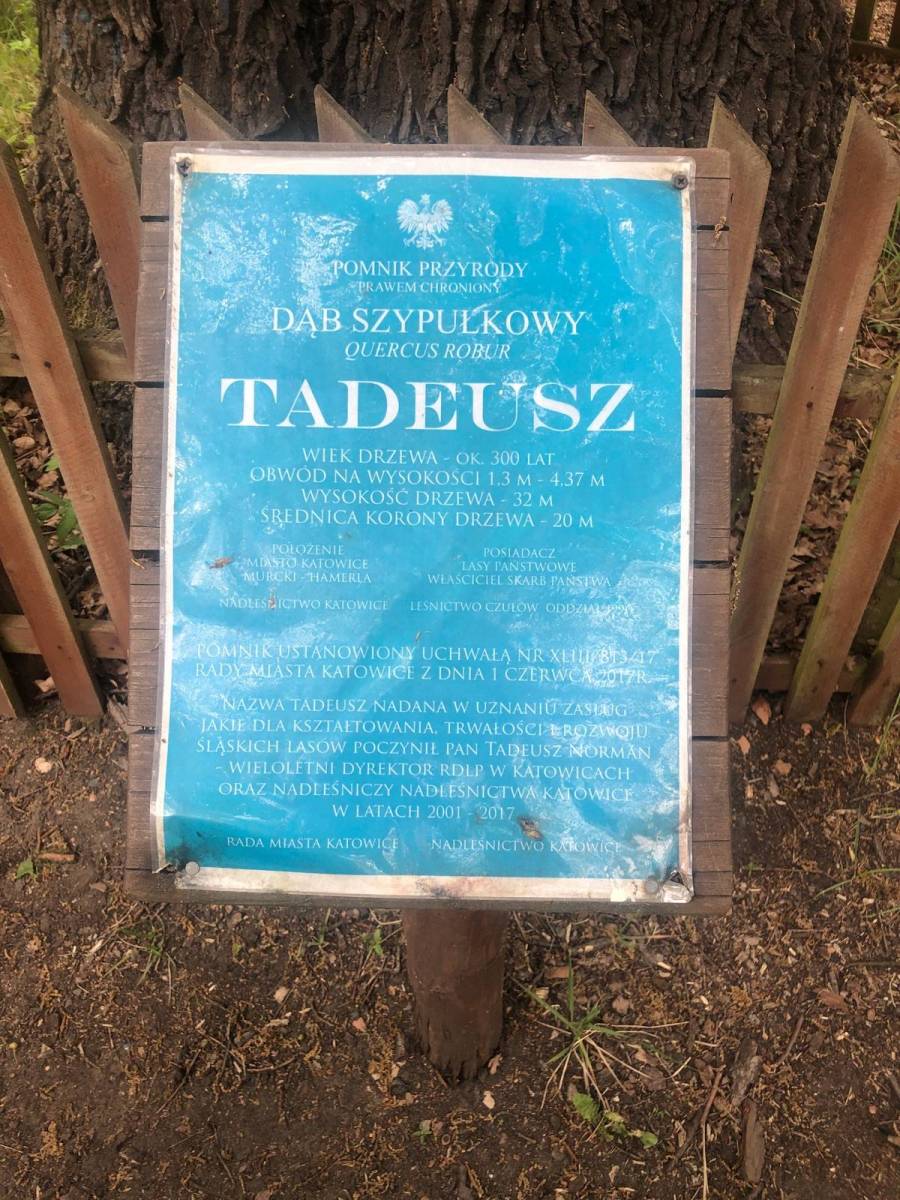 POMNIK PRZYRODY
PRAWEM CHRONIONY
DĄB SZYPUŁKOWY
QUERCUS ROBUR
TADEUSZ
WIEK DRZEWA - OK. 300 LAT
OBWÓD NA WYSOKOŚCI 1.3 M - 4.37 M
WYSOKOŚĆ DRZEWA - 32 M
ŚREDNICA KORONY DRZEWA - 20 M
POŁOŻENIE
MIASTO KATOWICE
MURCKI - HAMERLA
POSIADACZ
LASY PAŃSTWOWE
WŁAŚCICIEL SKARB PAŃSTWA
NADLEŚNICTWO KATOWICE LEŚNICTWO CZUŁÓW ODDZIAŁ
POMNIK USTANOWIONY UCHWAŁĄ NR XLIII/813/17
RADY MIASTA KATOWICE Z DNIA 1 CZERWCA 2017R.
NAZWA TADEUSZ NADANA W UZNANIU ZASŁUG
JAKIE DLA KSZTAŁTOWANIA, TRWAŁOŚCI I ROZWOJU
ŚLĄSKICH LASÓW POCZYNIŁ PAN TADEUSZ NORMAN
- WIELOLETNI DYREKTOR RDLP W KATOWICACH
ORAZ NADLEŚNICZY NADLEŚNICTWA KATOWICE
W LATACH 2001 - 2017
RADA MIASTA KATOWICE NADLEŚNICTWO KATOWICE